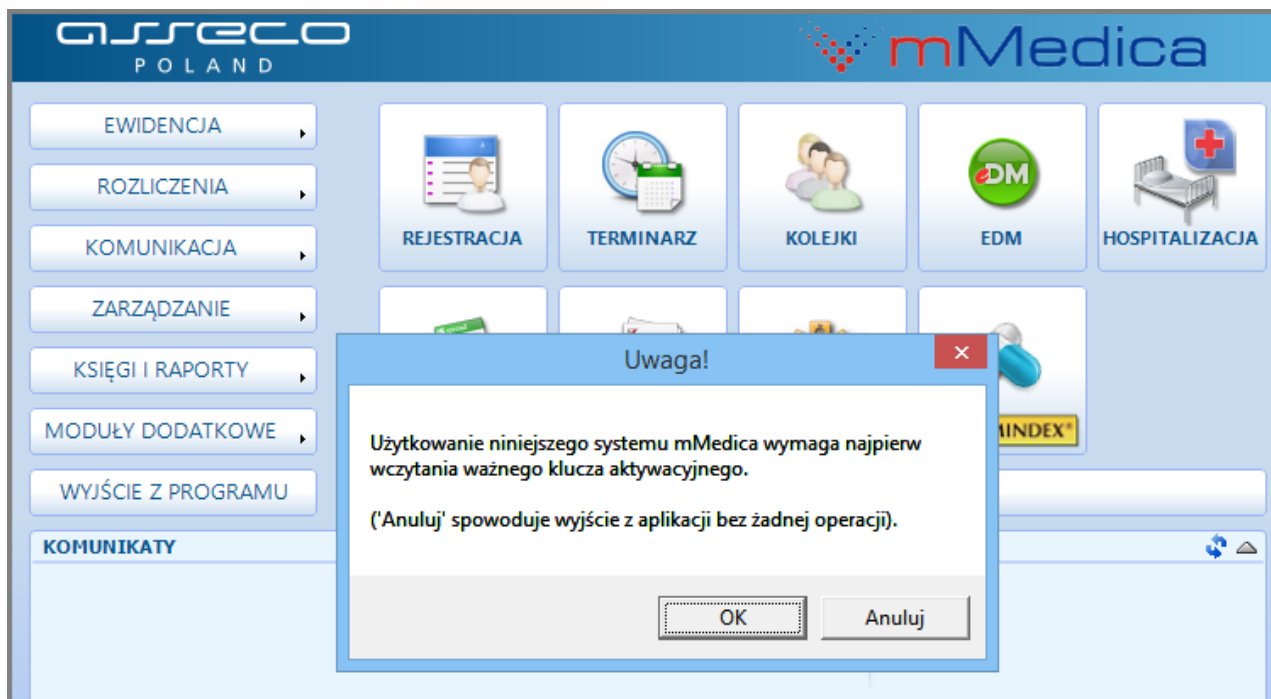 asseco
POLAND
mMedica
EWIDENCJA
ROZLICZENIA
KOMUNIKACJA
ZARZĄDZANIE
KSIĘGI I RAPORTY
MODUŁY DODATKOWE
WYJŚCIE Z PROGRAMU
REJESTRACJA
TERMINARZ
KOLEJKI
eDM
EDM
HOSPITALIZACJA
Uwaga!
Użytkowanie niniejszego systemu mMedica wymaga najpierw
wczytania ważnego klucza aktywacyjnego.
('Anuluj' spowoduje wyjście z aplikacji bez żadnej operacji).
OK
Anuluj
KOMUNIKATY